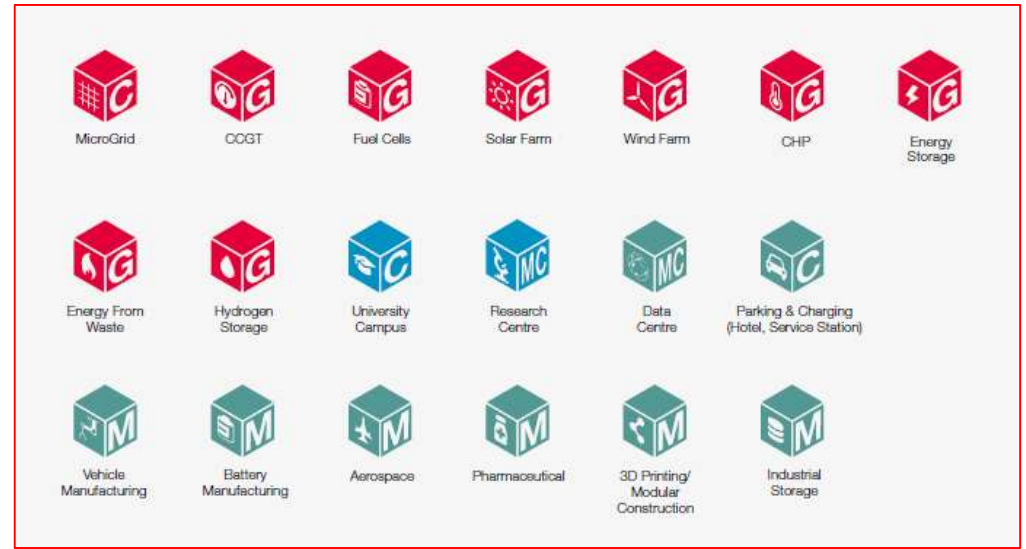 C
G
G
G
G
G
G
MicroGrid
CCGT
Fuel Cells
Solar Farm
Wind Farm
CHP
Energy
Storage
G
G
C
MC
MC
C
Energy From
Waste
Hydrogen
Storage
University
Campus
Research
Centre
Data
Centre
Parking & Charging
(Hotel, Service Station)
M
M
M
M
M
M
Vehicle
Manufacturing
Battery
Manufacturing
Aerospace
Pharmaceutical
3D Printing/
Modular
Construction
Industrial
Storage